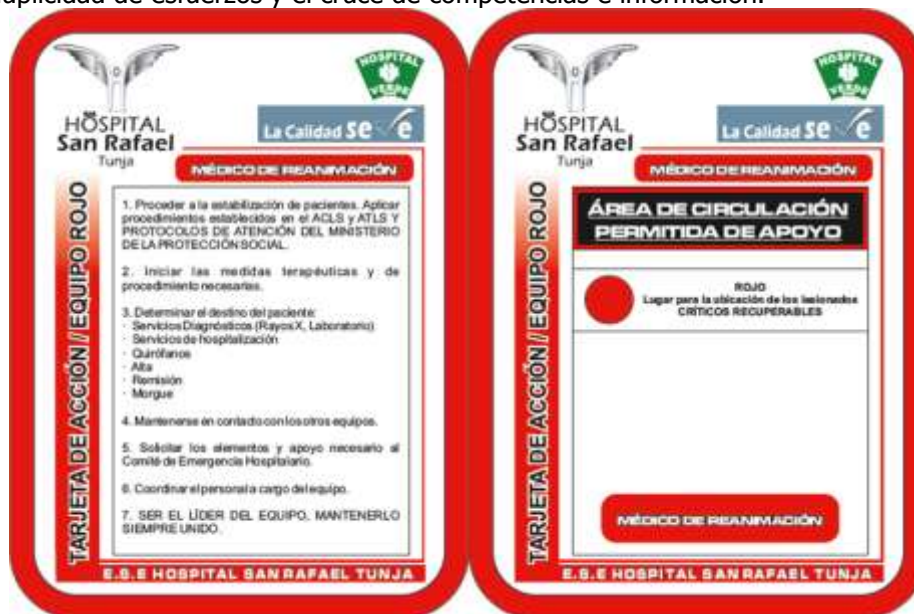 duplicidad de esfuerzos y el cruce de competencias e información.
HOSPITAL
San Rafael
Tunja
HOSPITAL
VERDE
La Calidad se ve
MÉDICO DE REANIMACIÓN
TARJETA DE ACCIÓN / EQUIPO ROJO
1. Proceder a la estabilización de pacientes. Aplicar
procedimientos establecidos en el ACLS y ATLS Y
PROTOCOLOS DE ATENCIÓN DEL MINISTERIO
DE LA PROTECCIÓN SOCIAL.
2. Iniciar las medidas terapéuticas y de
procedimiento necesarias.
3. Determinar el destino del paciente:
· Servicios Diagnósticos (Rayos X, Laboratorio)
· Servicios de hospitalización
· Quirófanos
· Alta
· Remisión
· Morgue
4. Mantenerse en contacto con los otros equipos.
5. Solicitar los elementos y apoyo necesario al
Comité de Emergencia Hospitalario.
6. Coordinar el personal a cargo del equipo.
7. SER EL LÍDER DEL EQUIPO, MANTENERLO
SIEMPRE UNIDO.
E.S.E HOSPITAL SAN RAFAEL TUNJA
HOSPITAL
San Rafael
Tunja
HOSPITAL
VERDE
La Calidad se ve
MÉDICO DE REANIMACIÓN
TARJETA DE ACCIÓN / EQUIPO ROJO
ÁREA DE CIRCULACIÓN
PERMITIDA DE APOYO
ROJO
Lugar para la ubicación de los lesionados
CRÍTICOS RECUPERABLES
MÉDICO DE REANIMACIÓN
E.S.E HOSPITAL SAN RAFAEL TUNJA